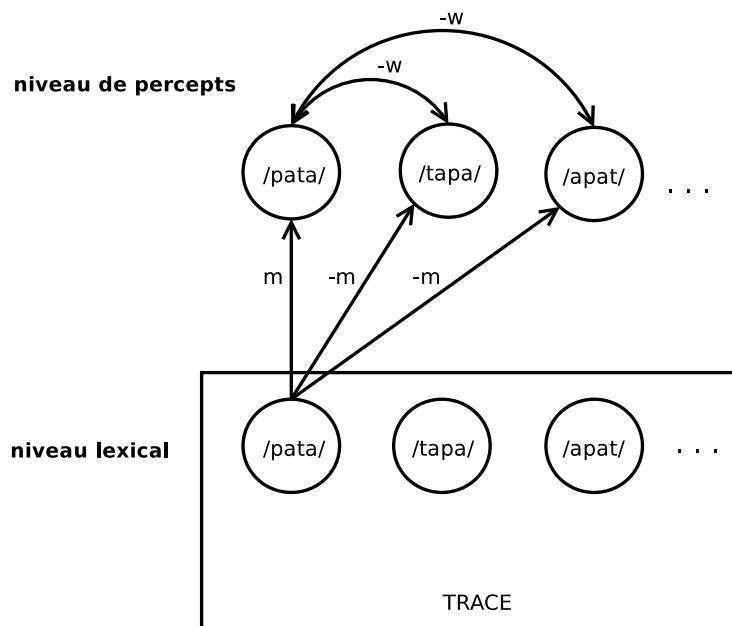 -w
-w
niveau de percepts
/pata/ /tapa/ /apat/ . . .
m -m -m
niveau lexical
/pata/ /tapa/ /apat/ . . .
TRACE